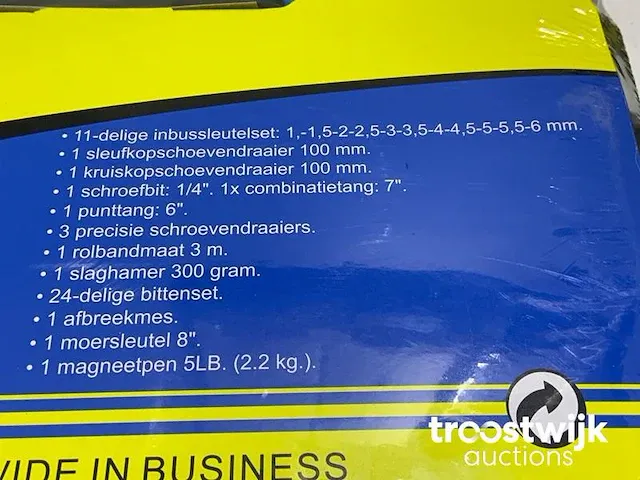 • 11-delige inbussleutelset: 1,-1,5-2-2,5-3-3,5-4-4,5-5-5,5-6 mm.
• 1 sleufkopschoevendraaier 100 mm.
• 1 kruiskopschoevendraaier 100 mm.
• 1 schroefbit: 1/4". 1x combinatietang: 7".
• 1 punttang: 6".
• 3 precisie schroevendraaiers.
• 1 rolbandmaat 3 m.
• 1 slaghamer 300 gram.
• 24-delige bittenset.
• 1 afbreekmes.
• 1 moersleutel 8".
• 1 magneetpen 5LB. (2.2 kg.).
troostwijk
auctions
VIDE IN BUSINESS